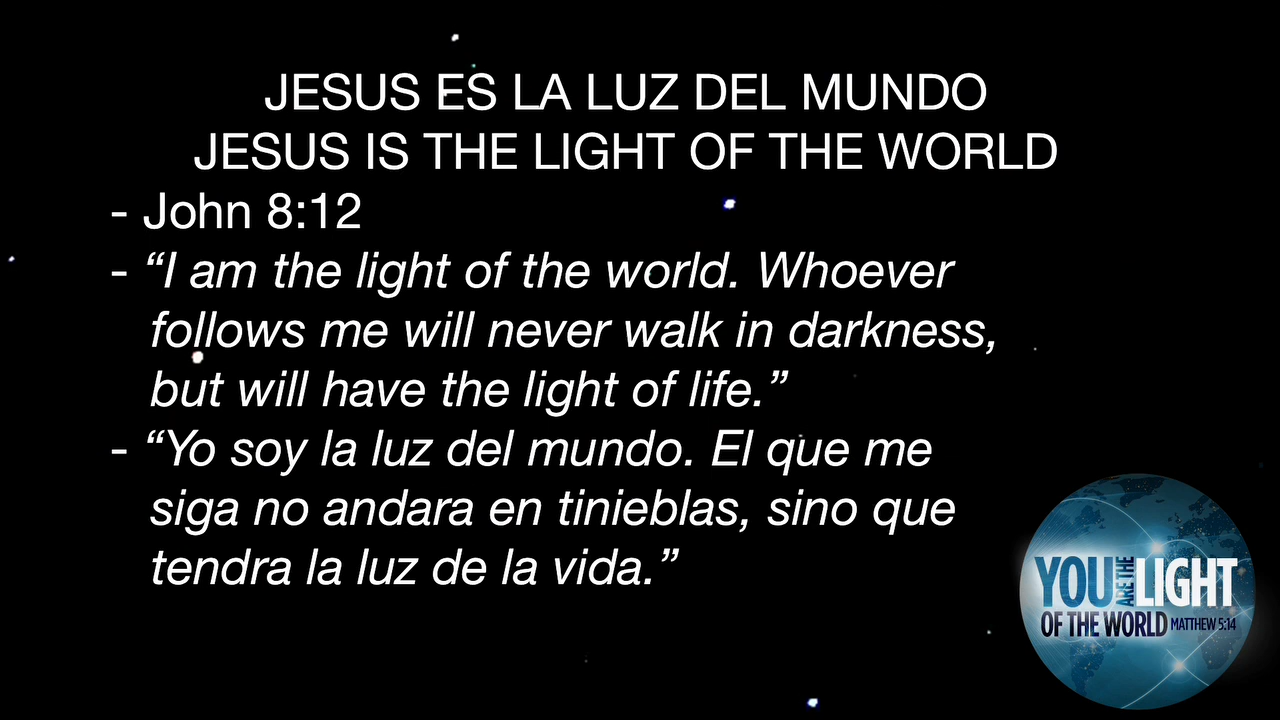 JESUS ES LA LUZ DEL MUNDO
JESUS IS THE LIGHT OF THE WORLD
- John 8:12
- “I am the light of the world. Whoever
follows me will never walk in darkness,
but will have the light of life.”
- “Yo soy la luz del mundo. El que me
siga no andara en tinieblas, sino que
tendra la luz de la vida.”
YOU ARE THE LIGHT
OF THE WORLD MATTHEW 5:14